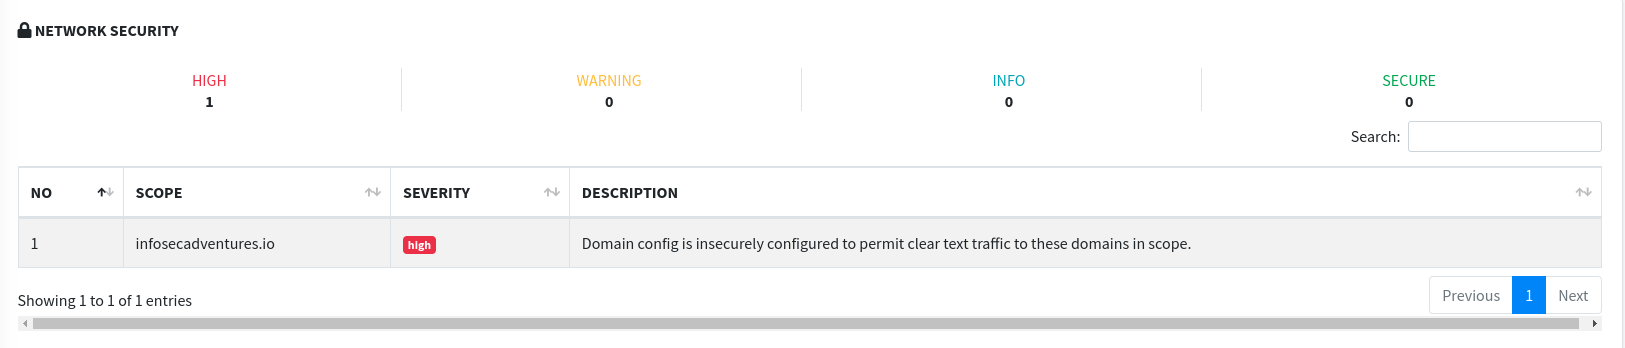 NETWORK SECURITY
HIGH WARNING INFO SECURE
1 0 0 0
Search:
NO SCOPE SEVERITY DESCRIPTION
1 infosecadventures.io high Domain config is insecurely configured to permit clear text traffic to these domains in scope.
Showing 1 to 1 of 1 entries
Previous 1 Next